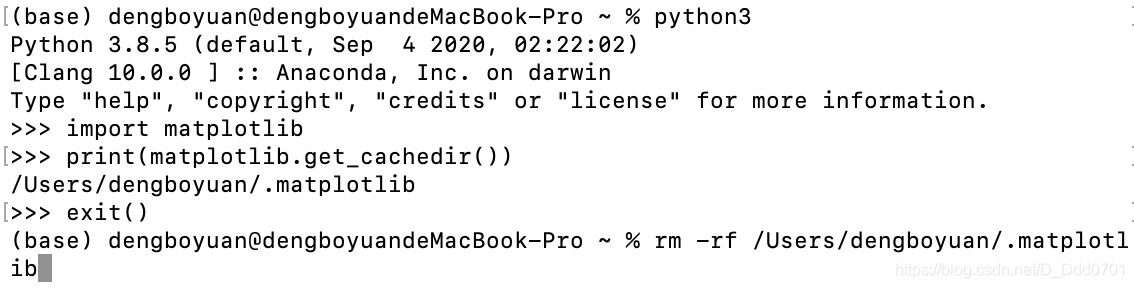 (base) dengboyuan@dengboyuandeMacBook-Pro ~ % python3
Python 3.8.5 (default, Sep  4 2020, 02:22:02)
[Clang 10.0.0 ] :: Anaconda, Inc. on darwin
Type "help", "copyright", "credits" or "license" for more information.
>>> import matplotlib
>>> print(matplotlib.get_cachedir())
/Users/dengboyuan/.matplotlib
>>> exit()
(base) dengboyuan@dengboyuandeMacBook-Pro ~ % rm -rf /Users/dengboyuan/.matplotl
ib
https://blog.csdn.net/D_Ddd0701